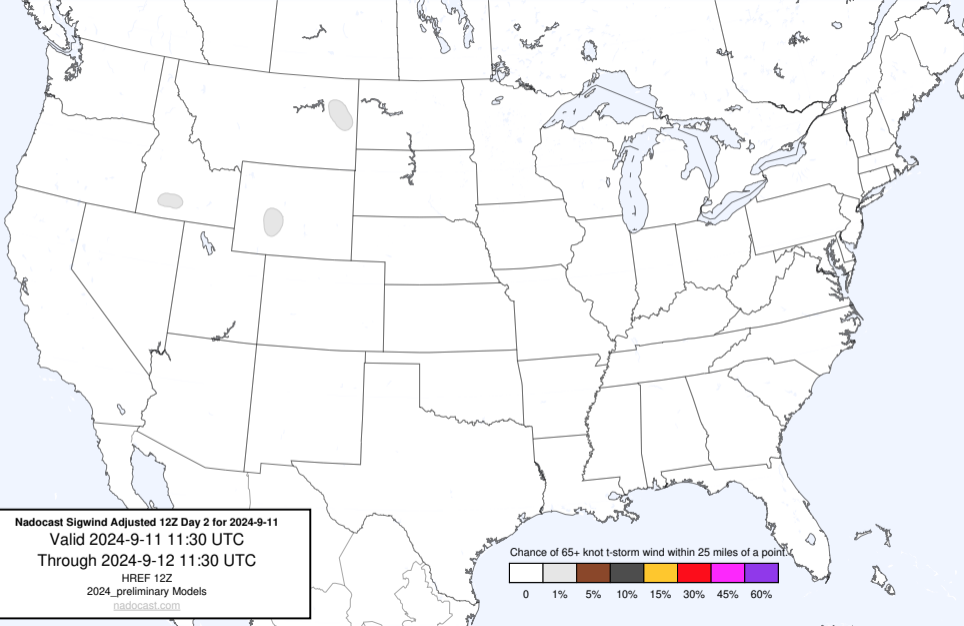 Nadocast Sigwind Adjusted 12Z Day 2 for 2024-9-11
Valid 2024-9-11 11:30 UTC
Through 2024-9-12 11:30 UTC
HREF 12Z
2024_preliminary Models
nadocast.com
Chance of 65+ knot t-storm wind within 25 miles of a point.
0 1% 5% 10% 15% 30% 45% 60%